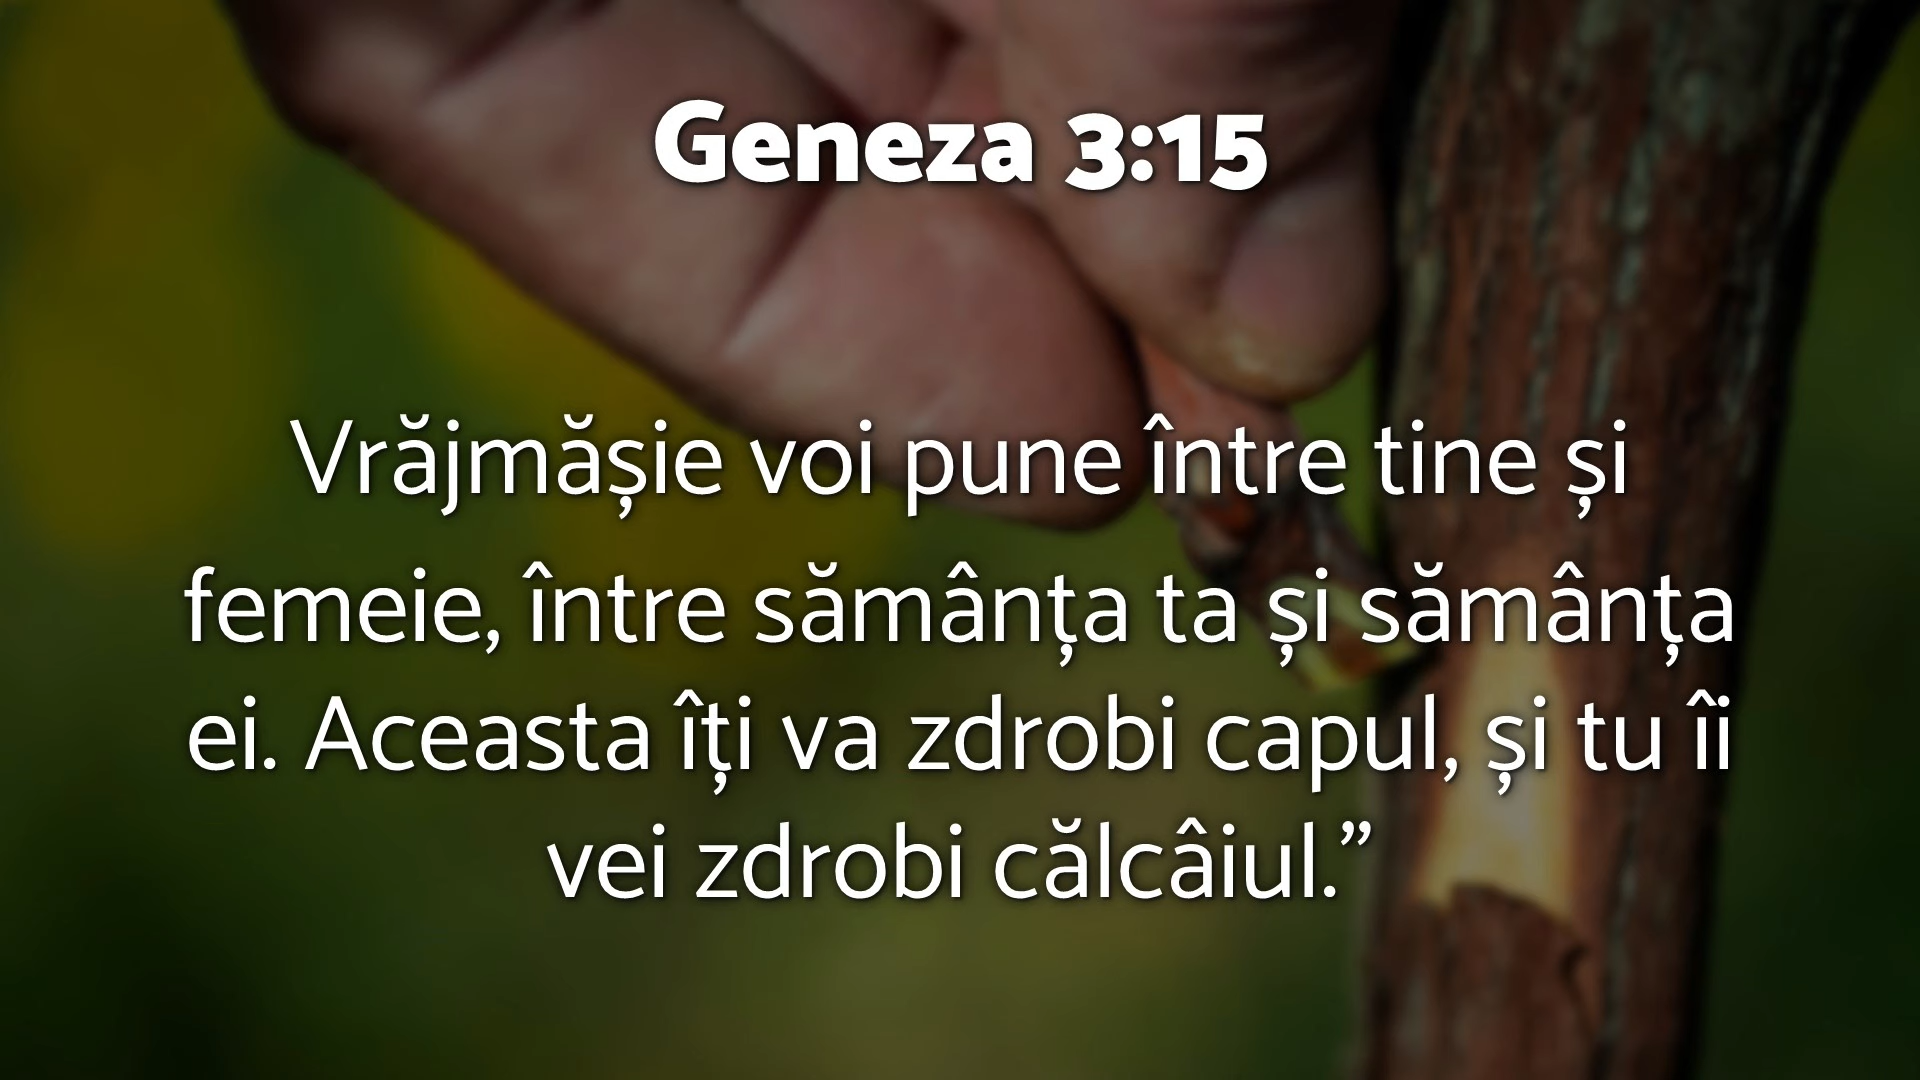 Geneza 3:15
Vrăjmășie voi pune între tine și
femeie, între sămânța ta și sămânța
ei. Aceasta îți va zdrobi capul, și tu îi
vei zdrobi călcâiul.”